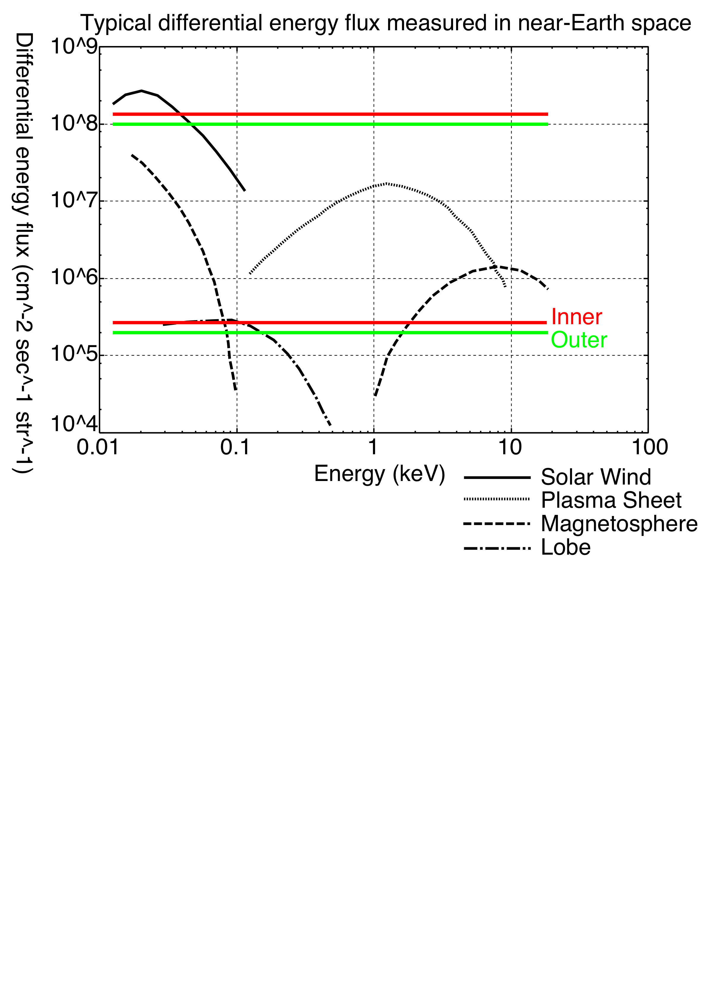 Typical differential energy flux measured in near-Earth space
Differential energy flux (cm^-2 sec^-1 str^-1)
10^9
10^8
10^7
10^6
10^5
10^4
Inner
Outer
0.01 0.1 1 10 100
Energy (keV)
Solar Wind
Plasma Sheet
Magnetosphere
Lobe